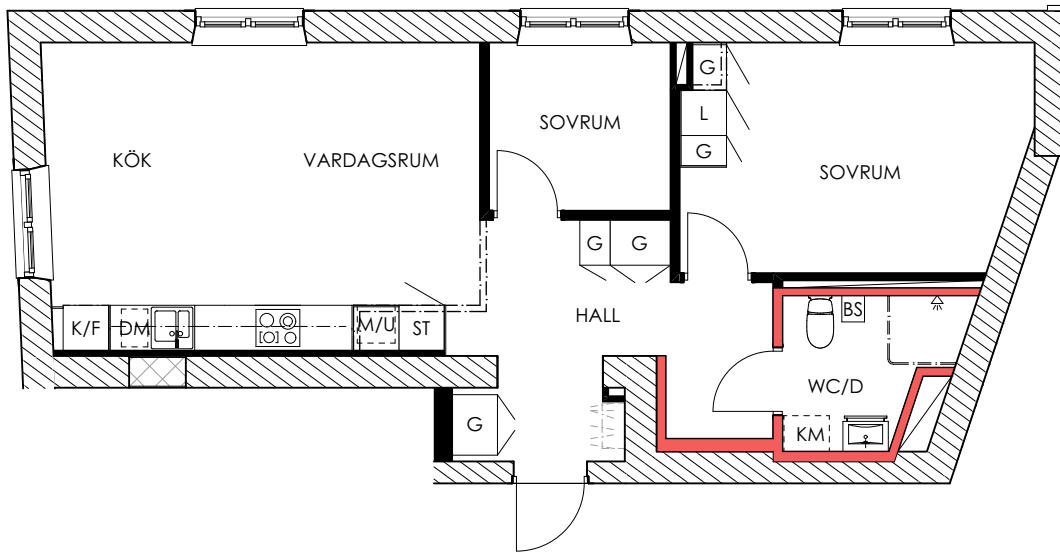 G
L
G
SOVRUM
KÖK
VARDAGSRUM
SOVRUM
G
G
HALL
K/F
DM
M/U
ST
BS
WC/D
G
KM